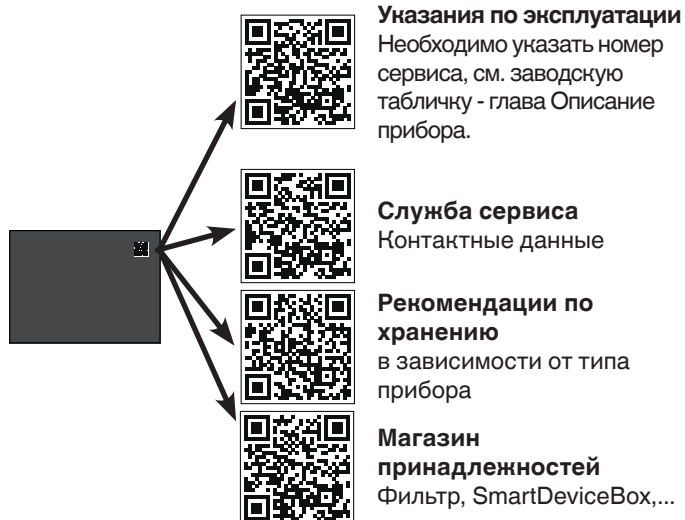 Указания по эксплуатации
Необходимо указать номер
сервиса, см. заводскую
табличку - глава Описание
прибора.
Служба сервиса
Контактные данные
Рекомендации по
хранению
в зависимости от типа
прибора
Магазин
принадлежностей
Фильтр, SmartDeviceBox,...